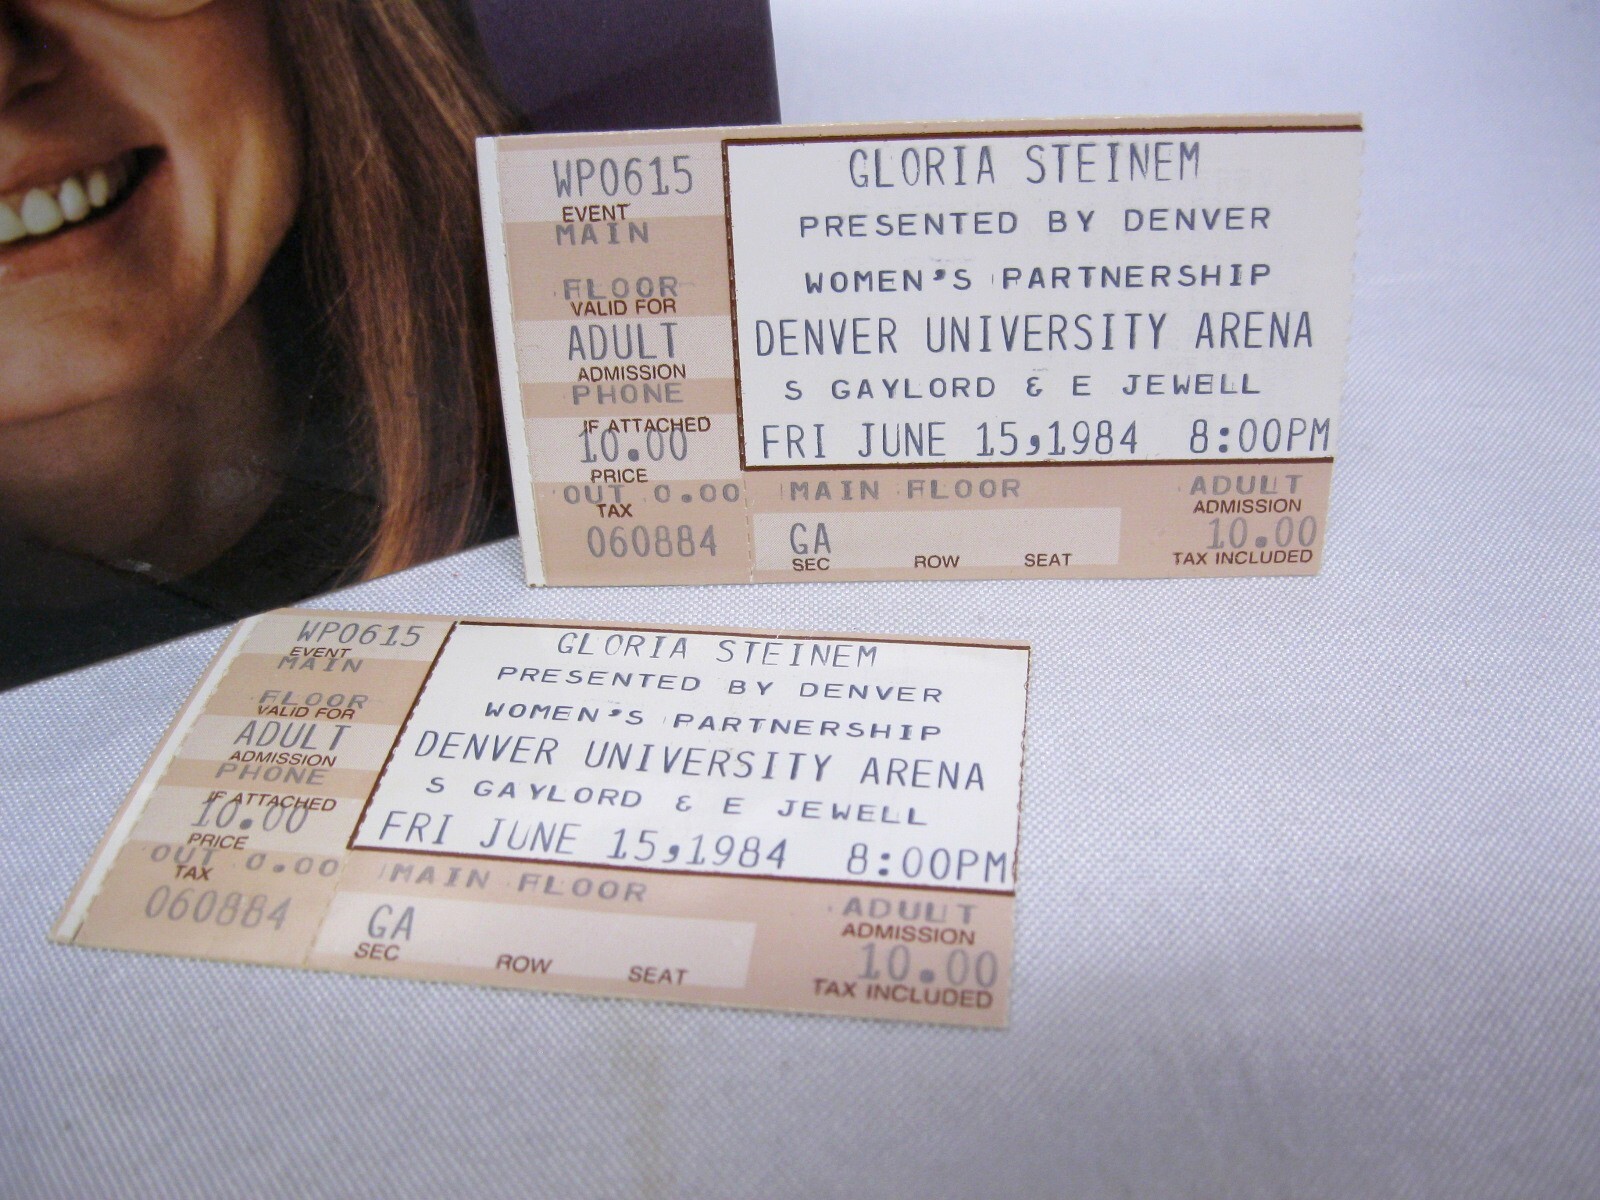 WP0615
EVENT
MAIN
FLOOR
VALID FOR
ADULT
ADMISSION
PHONE
IF ATTACHED
10.00
PRICE
OUT 0.00
TAX
060884
GLORIA STEINEM
PRESENTED BY DENVER
WOMEN'S PARTNERSHIP
DENVER UNIVERSITY ARENA
S GAYLORD & E JEWELL
FRI JUNE 15,1984 8:00PM
MAIN FLOOR
ADULT
ADMISSION
GA
10.00
SEC ROW SEAT
TAX INCLUDED
WP0615
EVENT
MAIN
FLOOR
VALID FOR
ADULT
ADMISSION
PHONE
IF ATTACHED
10.00
PRICE
OUT 0.00
TAX
060884
GLORIA STEINEM
PRESENTED BY DENVER
WOMEN'S PARTNERSHIP
DENVER UNIVERSITY ARENA
S GAYLORD & E JEWELL
FRI JUNE 15,1984 8:00PM
MAIN FLOOR
ADULT
ADMISSION
GA
10.00
SEC ROW SEAT
TAX INCLUDED